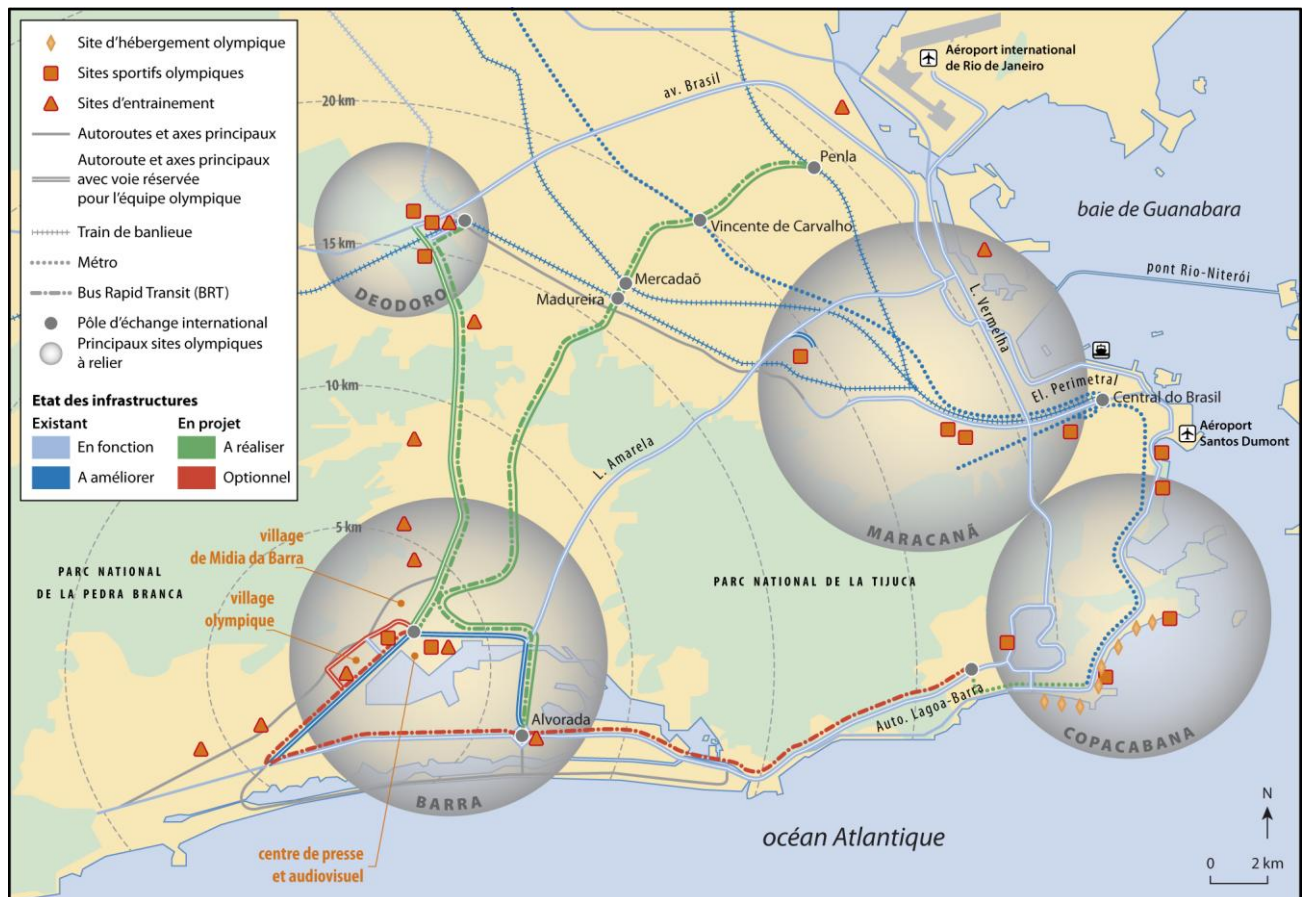 Site d'hébergement olympique
Sites sportifs olympiques
Sites d'entrainement
Autoroutes et axes principaux
Autoroute et axes principaux
avec voie réservée
pour l'équipe olympique
Train de banlieue
Métro
Bus Rapid Transit (BRT)
Pôle d'échange international
Principaux sites olympiques
à relier
Etat des infrastructures
Existant
En projet
En fonction
A réaliser
A améliorer
Optionnel
20 km
15 km
10 km
5 km
av. Brasil
Aéroport international
de Rio de Janeiro
Penla
Vincente de Carvalho
baie de Guanabara
pont Rio-Niterói
Mercadaõ
Madureira
DEODORO
L. Vermelha
El. Perimetral
Central do Brasil
Aéroport
Santos Dumont
L. Amarela
MARACANÃ
village
de Midia da Barra
PARC NATIONAL
DE LA PEDRA BRANCA
PARC NATIONAL DE LA TIJUCA
village
olympique
Alvorada
Auto. Lagoa-Barra
COPACABANA
BARRA
centre de presse
et audiovisuel
océan Atlantique
N
0 2 km